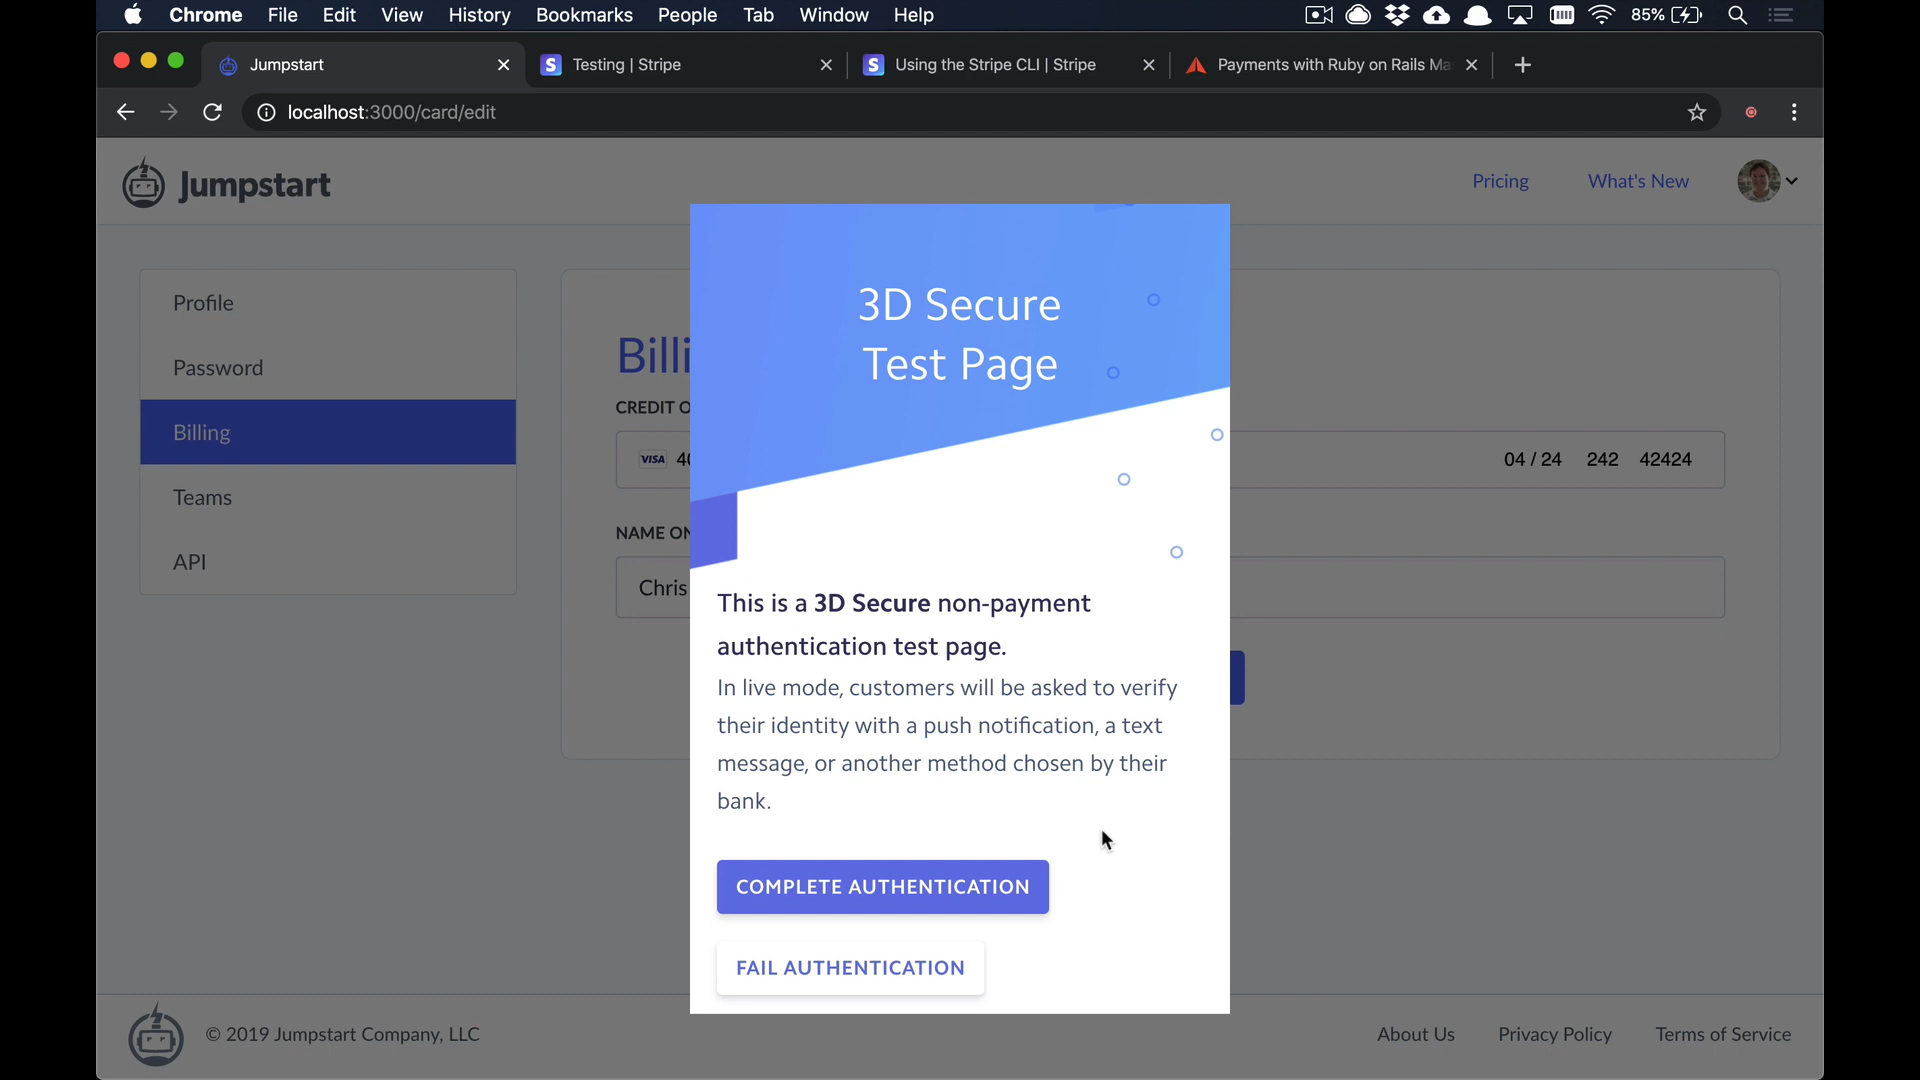 Chrome File Edit View History Bookmarks People Tab Window Help 85%
Jumpstart
Testing | Stripe
Using the Stripe CLI | Stripe
Payments with Ruby on Rails Ma
localhost:3000/card/edit
Jumpstart
Pricing
What's New
Profile
Password
Billing
Teams
API
Billi
CREDIT O
VISA 40
04 / 24 242 42424
NAME ON
Chris
3D Secure
Test Page
This is a 3D Secure non-payment
authentication test page.
In live mode, customers will be asked to verify
their identity with a push notification, a text
message, or another method chosen by their
bank.
COMPLETE AUTHENTICATION
FAIL AUTHENTICATION
© 2019 Jumpstart Company, LLC
About Us
Privacy Policy
Terms of Service